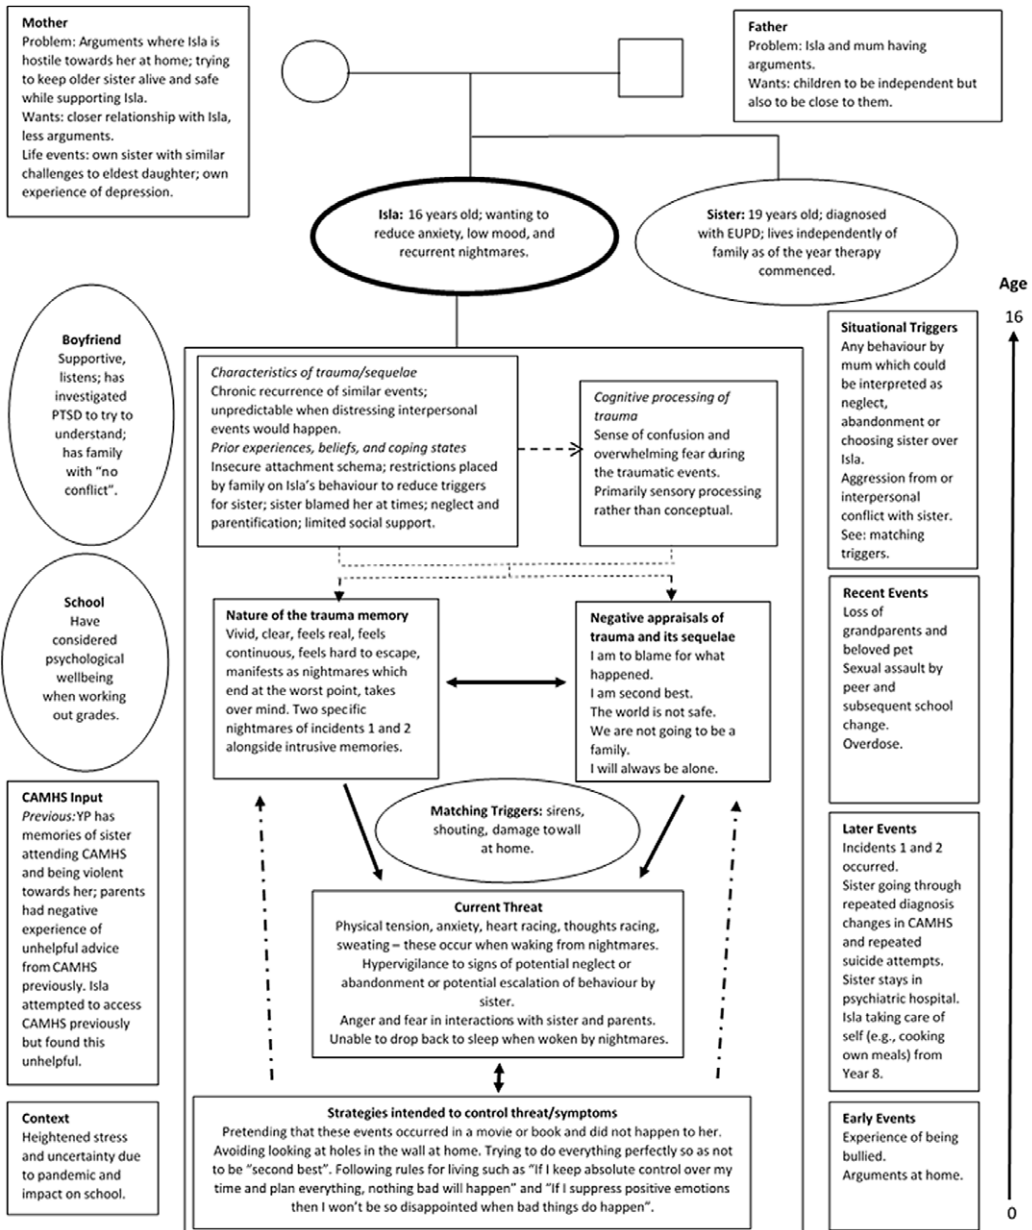 Mother
Problem: Arguments where Isla is
hostile towards her at home; trying
to keep older sister alive and safe
while supporting Isla.
Wants: closer relationship with Isla,
less arguments.
Life events: own sister with similar
challenges to eldest daughter; own
experience of depression.
Father
Problem: Isla and mum having
arguments.
Wants: children to be independent but
also to be close to them.
Isla: 16 years old; wanting to
reduce anxiety, low mood, and
recurrent nightmares.
Sister: 19 years old; diagnosed
with EUPD; lives independently of
family as of the year therapy
commenced.
Age
16
Boyfriend
Supportive,
listens; has
investigated
PTSD to try to
understand;
has family
with “no
conflict”.
Characteristics of trauma/sequelae
Chronic recurrence of similar events;
unpredictable when distressing interpersonal
events would happen.
Prior experiences, beliefs, and coping states
Insecure attachment schema; restrictions placed
by family on Isla’s behaviour to reduce triggers
for sister; sister blamed her at times; neglect and
parentification; limited social support.
Cognitive processing of
trauma
Sense of confusion and
overwhelming fear during
the traumatic events.
Primarily sensory processing
rather than conceptual.
Situational Triggers
Any behaviour by
mum which could
be interpreted as
neglect,
abandonment or
choosing sister over
Isla.
Aggression from or
interpersonal
conflict with sister.
See: matching
triggers.
School
Have
considered
psychological
wellbeing
when working
out grades.
Nature of the trauma memory
Vivid, clear, feels real, feels
continuous, feels hard to escape,
manifests as nightmares which
end at the worst point, takes
over mind. Two specific
nightmares of incidents 1 and 2
alongside intrusive memories.
Negative appraisals of
trauma and its sequelae
I am to blame for what
happened.
I am second best.
The world is not safe.
We are not going to be a
family.
I will always be alone.
Recent Events
Loss of
grandparents and
beloved pet
Sexual assault by
peer and
subsequent school
change.
Overdose.
CAMHS Input
Previous:YP has
memories of sister
attending CAMHS
and being violent
towards her; parents
had negative
experience of
unhelpful advice
from CAMHS
previously. Isla
attempted to access
CAMHS previously
but found this
unhelpful.
Matching Triggers: sirens,
shouting, damage to wall
at home.
Current Threat
Physical tension, anxiety, heart racing, thoughts racing,
sweating – these occur when waking from nightmares.
Hypervigilance to signs of potential neglect or
abandonment or potential escalation of behaviour by
sister.
Anger and fear in interactions with sister and parents.
Unable to drop back to sleep when woken by nightmares.
Later Events
Incidents 1 and 2
occurred.
Sister going through
repeated diagnosis
changes in CAMHS
and repeated
suicide attempts.
Sister stays in
psychiatric hospital.
Isla taking care of
self (e.g., cooking
own meals) from
Year 8.
Context
Heightened stress
and uncertainty due
to pandemic and
impact on school.
Strategies intended to control threat/symptoms
Pretending that these events occurred in a movie or book and did not happen to her.
Avoiding looking at holes in the wall at home. Trying to do everything perfectly so as not
to be “second best”. Following rules for living such as “If I keep absolute control over my
time and plan everything, nothing bad will happen” and “If I suppress positive emotions
then I won’t be so disappointed when bad things do happen”.
Early Events
Experience of being
bullied.
Arguments at home.
0